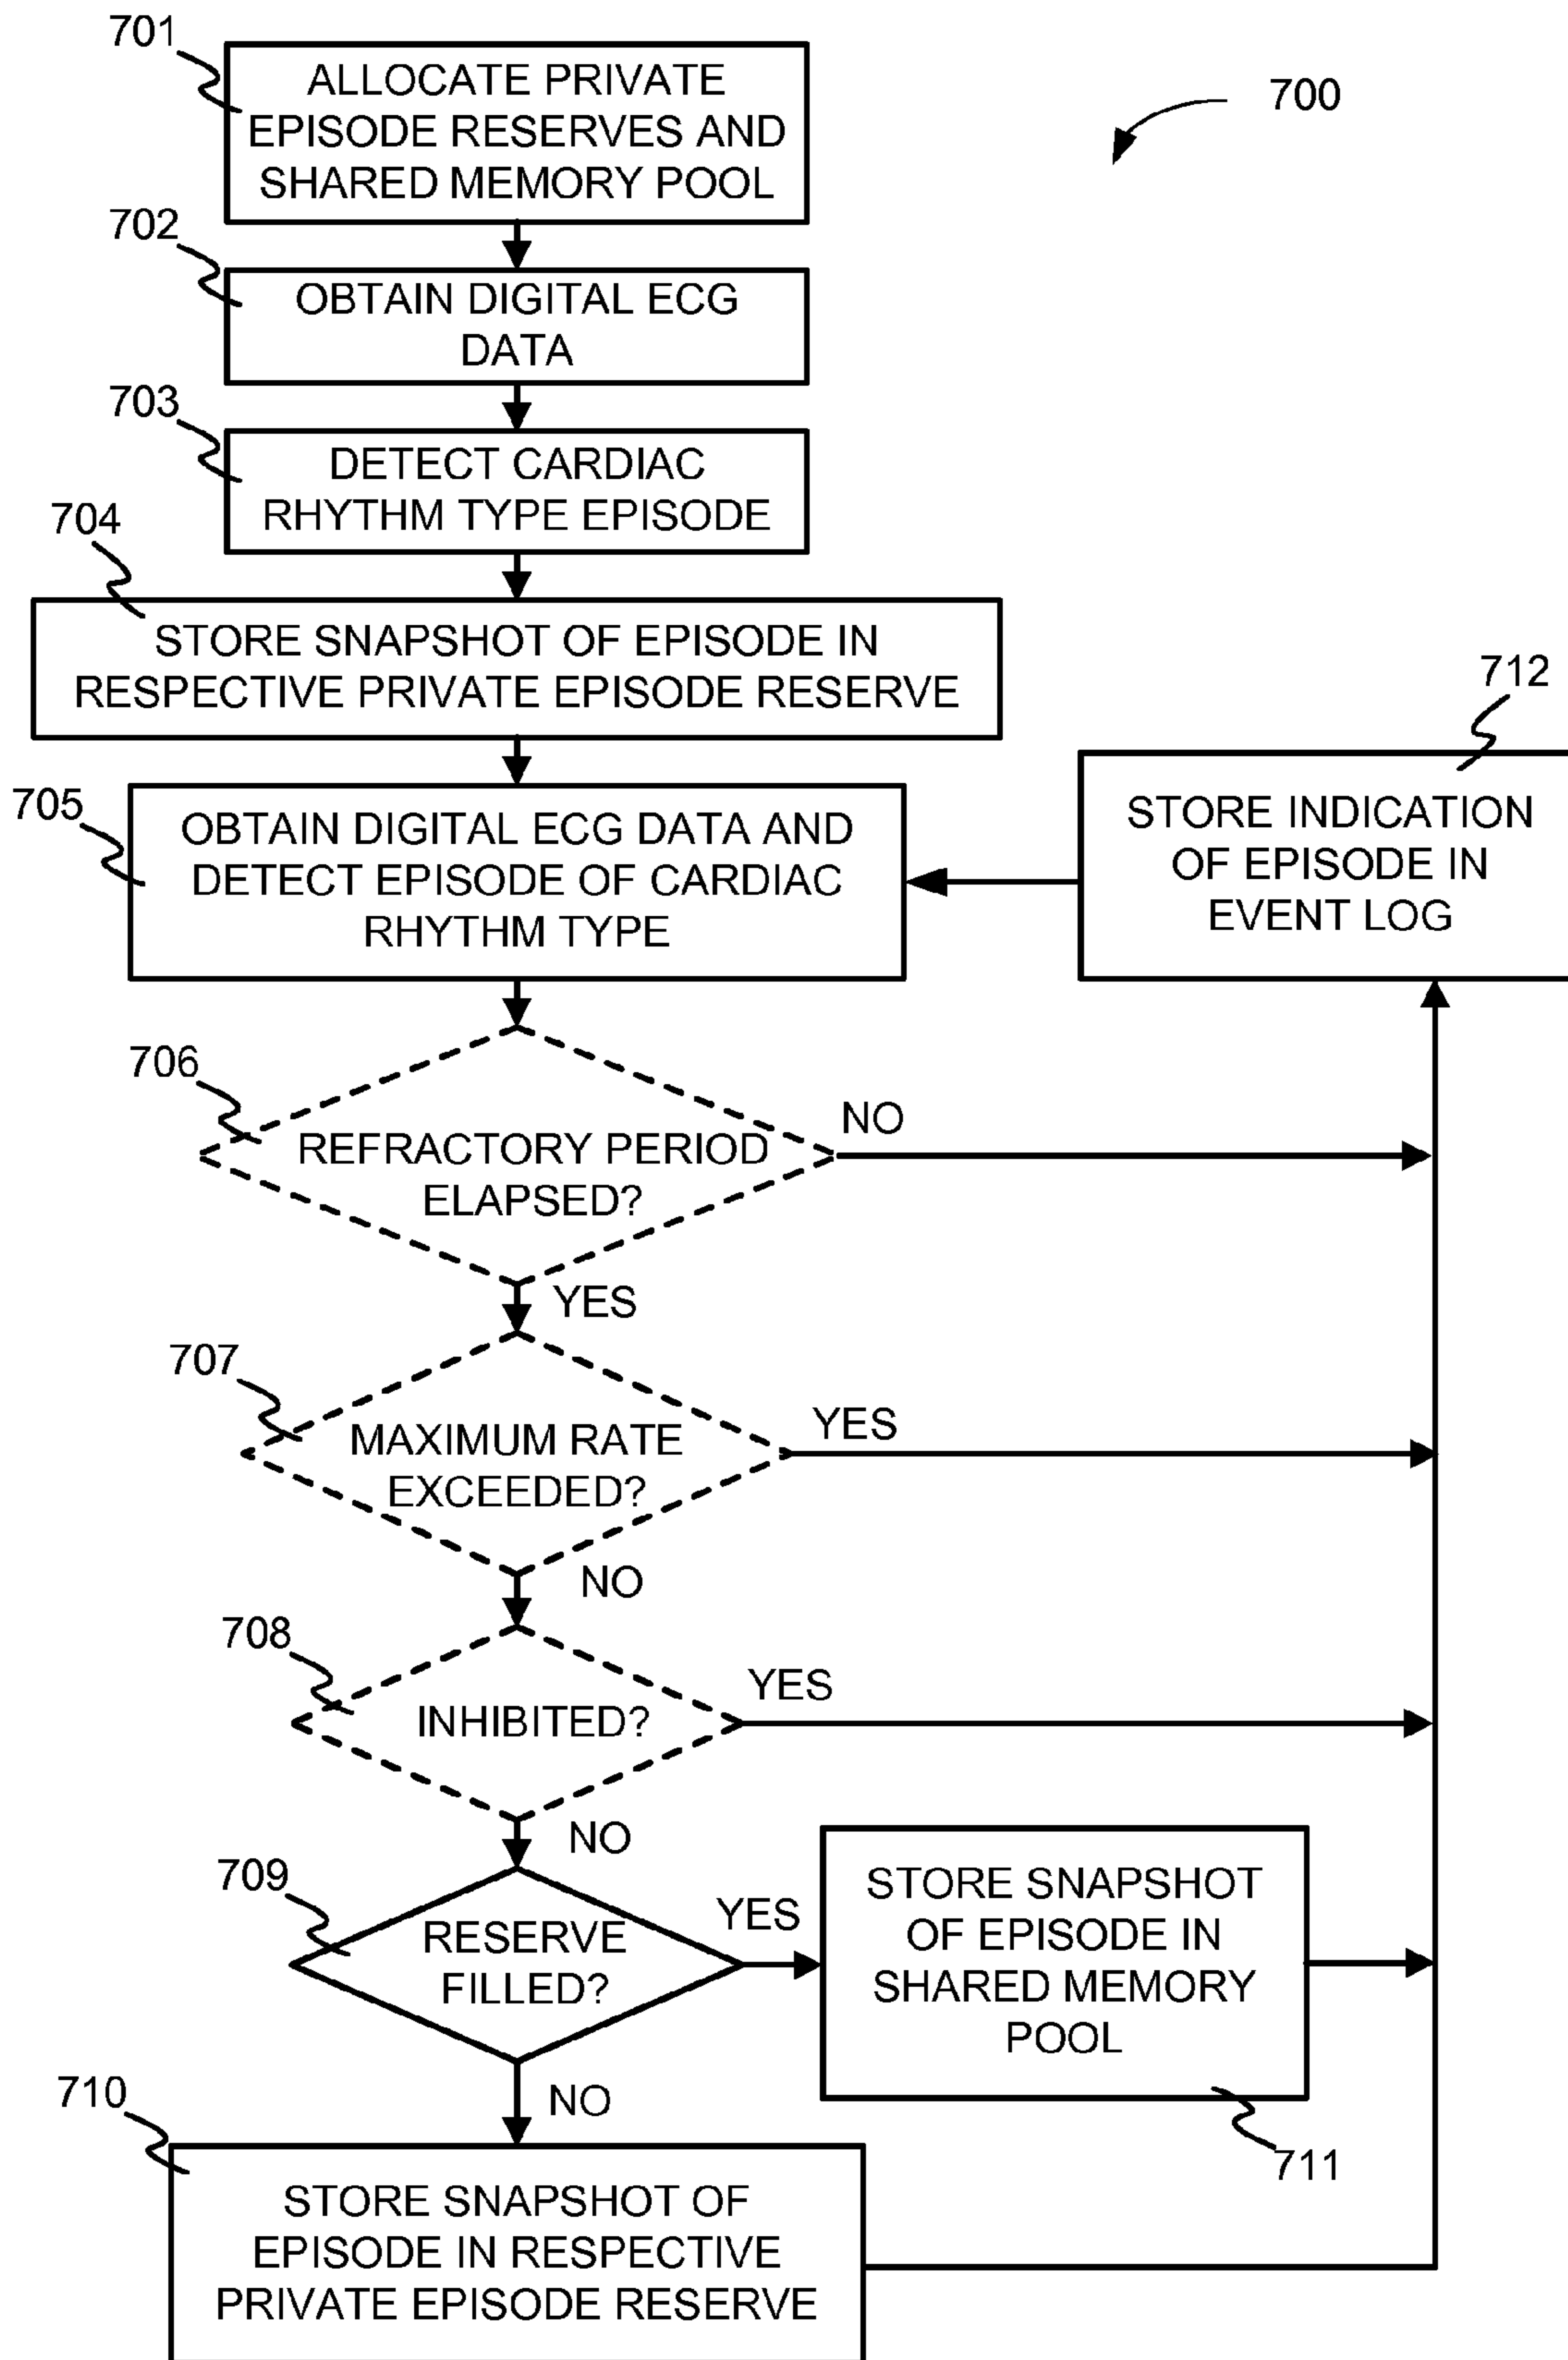 701
ALLOCATE PRIVATE
EPISODE RESERVES AND
SHARED MEMORY POOL
700
702
OBTAIN DIGITAL ECG
DATA
703
DETECT CARDIAC
RHYTHM TYPE EPISODE
704
STORE SNAPSHOT OF EPISODE IN
RESPECTIVE PRIVATE EPISODE RESERVE
712
STORE INDICATION
OF EPISODE IN
EVENT LOG
705
OBTAIN DIGITAL ECG DATA AND
DETECT EPISODE OF CARDIAC
RHYTHM TYPE
706
REFRACTORY PERIOD
ELAPSED?
NO
YES
707
MAXIMUM RATE
EXCEEDED?
YES
NO
708
INHIBITED?
YES
NO
709
RESERVE
FILLED?
YES
STORE SNAPSHOT
OF EPISODE IN
SHARED MEMORY
POOL
711
NO
710
STORE SNAPSHOT OF
EPISODE IN RESPECTIVE
PRIVATE EPISODE RESERVE